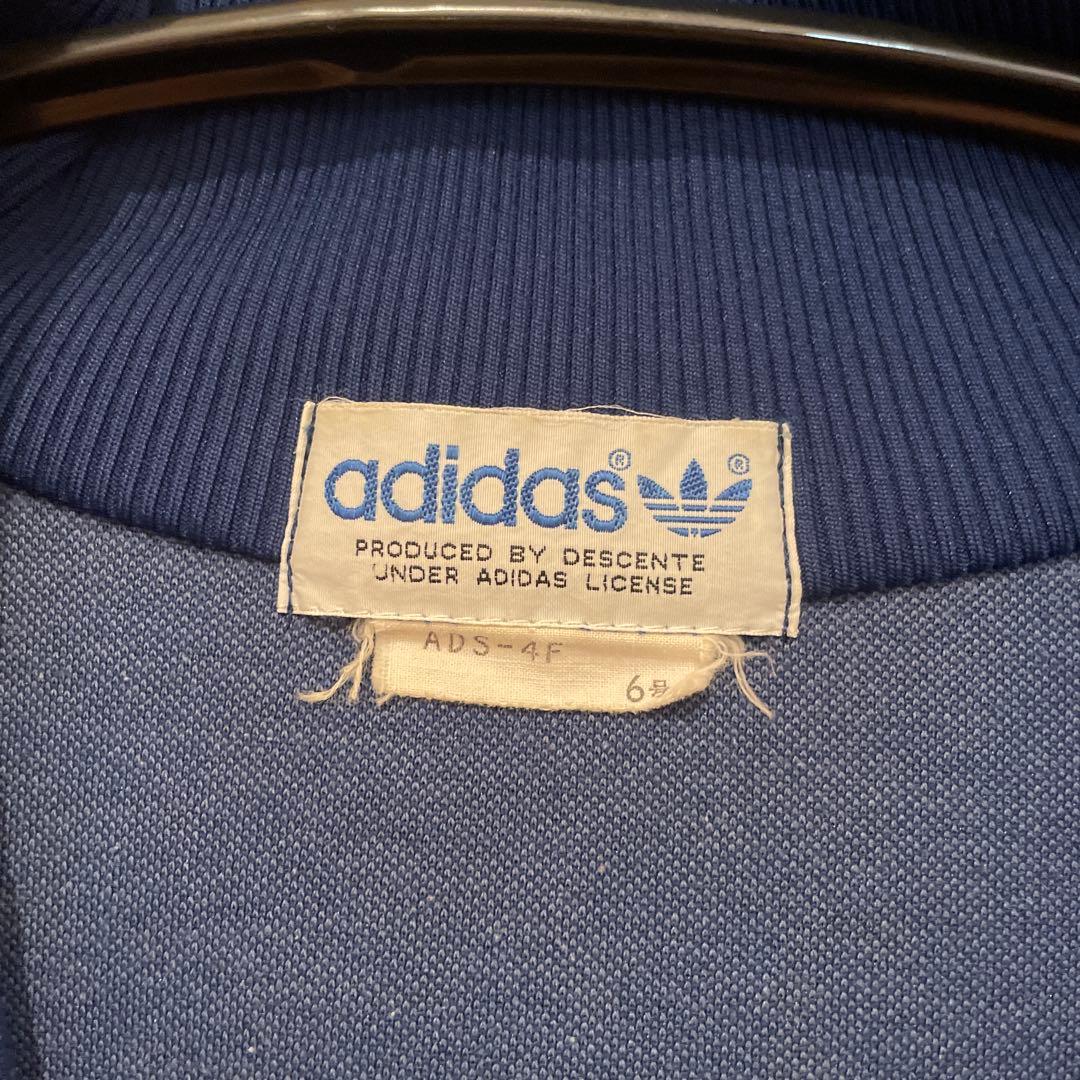 adidas® ®
PRODUCED BY DESCENTE
UNDER ADIDAS LICENSE
ADS-4F
6号